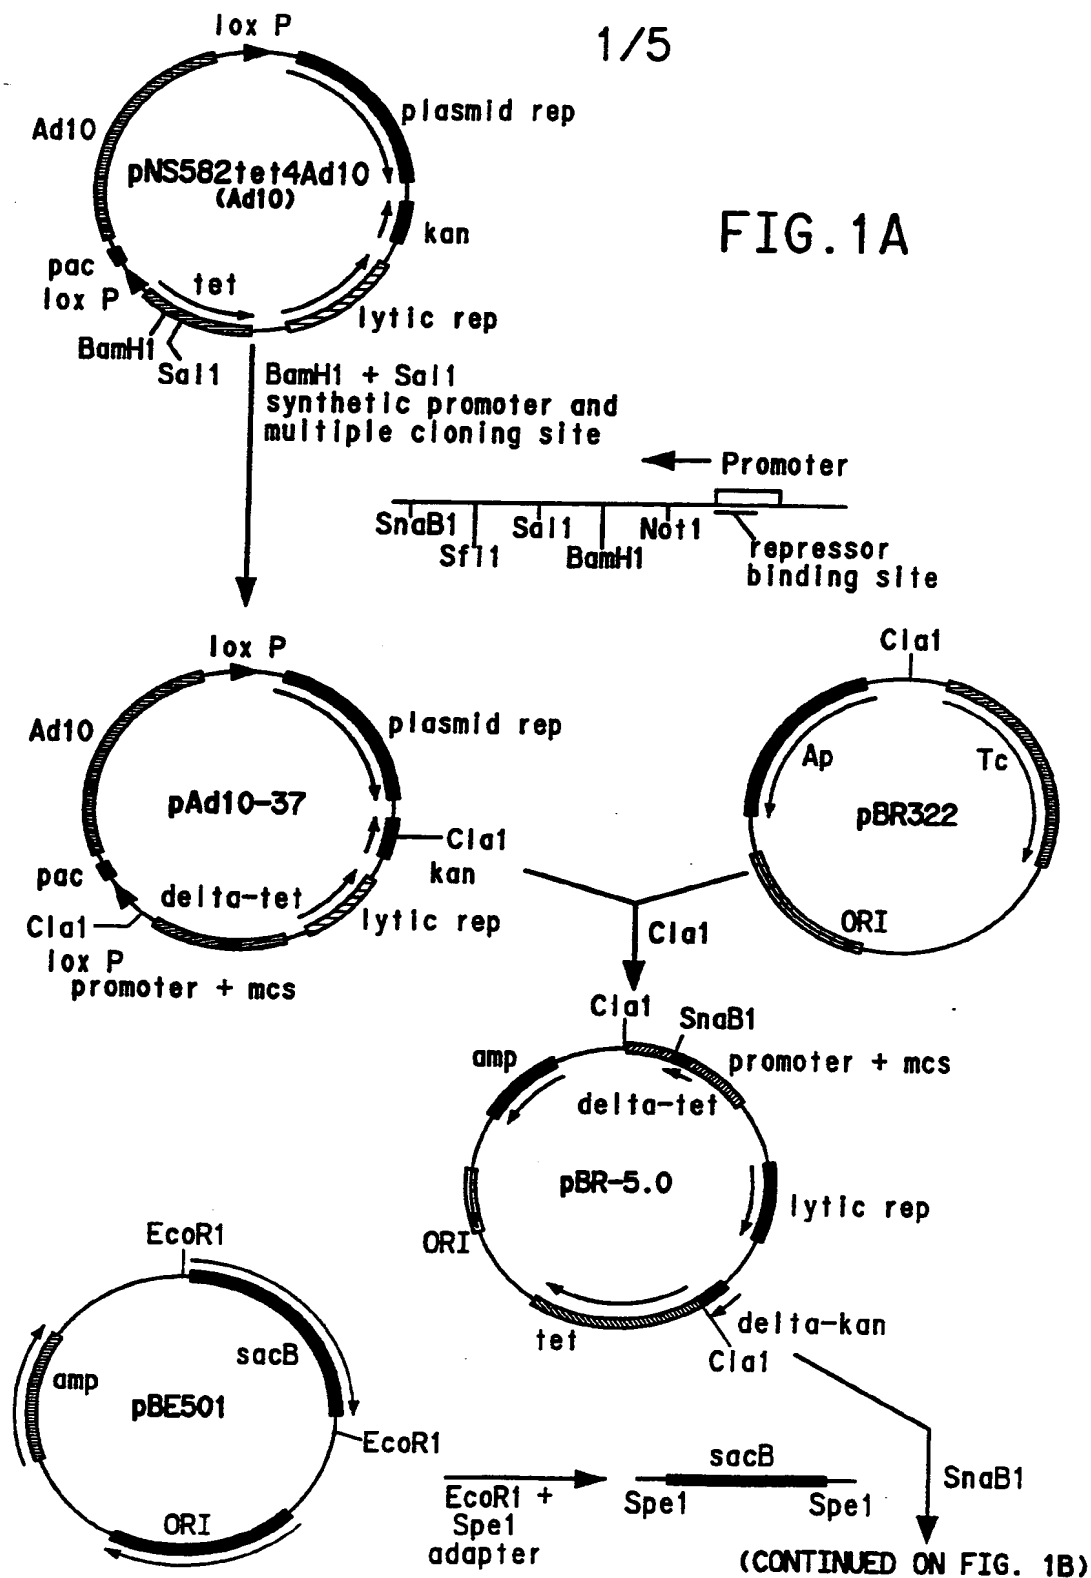 1/5
FIG.1A
lox P
plasmid rep
Ad10
pNS582tet4Ad10
(Ad10)
kan
pac
lox P
tet
lytic rep
BamH1
Sal1
BamH1 + Sal1
synthetic promoter and
multiple cloning site
Promoter
SnaB1
Sfi1
Sal1
BamH1
Not1
repressor
binding site
lox P
Ad10
plasmid rep
pAd10-37
Cla1
kan
pac
delta-tet
Cla1
lytic rep
lox P
promoter + mcs
Cla1
Ap
Tc
pBR322
ORI
Cla1
Cla1
SnaB1
amp
promoter + mcs
delta-tet
pBR-5.0
lytic rep
ORI
tet
delta-kan
Cla1
EcoR1
sacB
amp
pBE501
EcoR1
ORI
EcoR1 +
Spe1
adapter
sacB
Spe1
Spe1
SnaB1
(CONTINUED ON FIG. 1B)